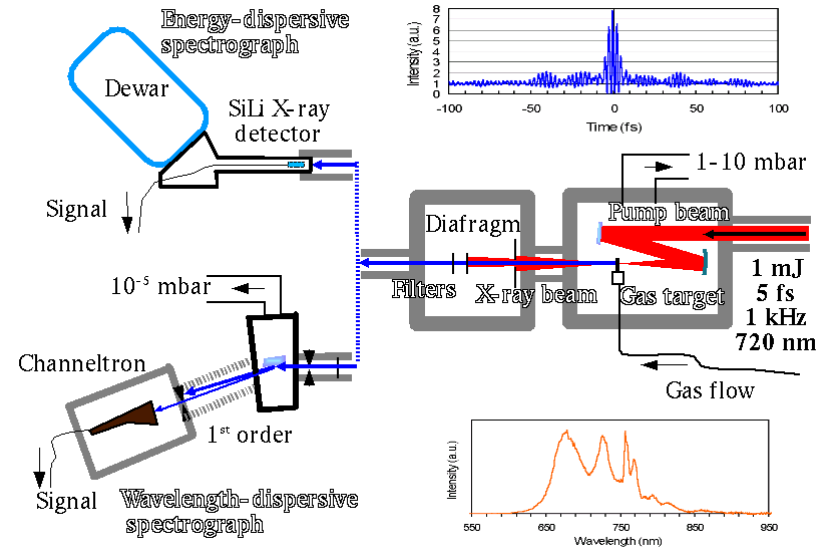 Energy-dispersive
spectrograph
Dewar
SiLi X-ray
detector
Signal
8
7
6
5
4
3
2
1
0
Intensity (a.u.)
-100
-50
0
50
100
Time (fs)
1-10 mbar
Pump beam
Diafragm
Filters
X-ray beam
Gas target
1 mJ
5 fs
1 kHz
720 nm
Gas flow
10-5 mbar
Channeltron
1st order
Signal
Wavelength-dispersive
spectrograph
Intensity (a.u.)
550
650
750
850
950
Wavelength (nm)